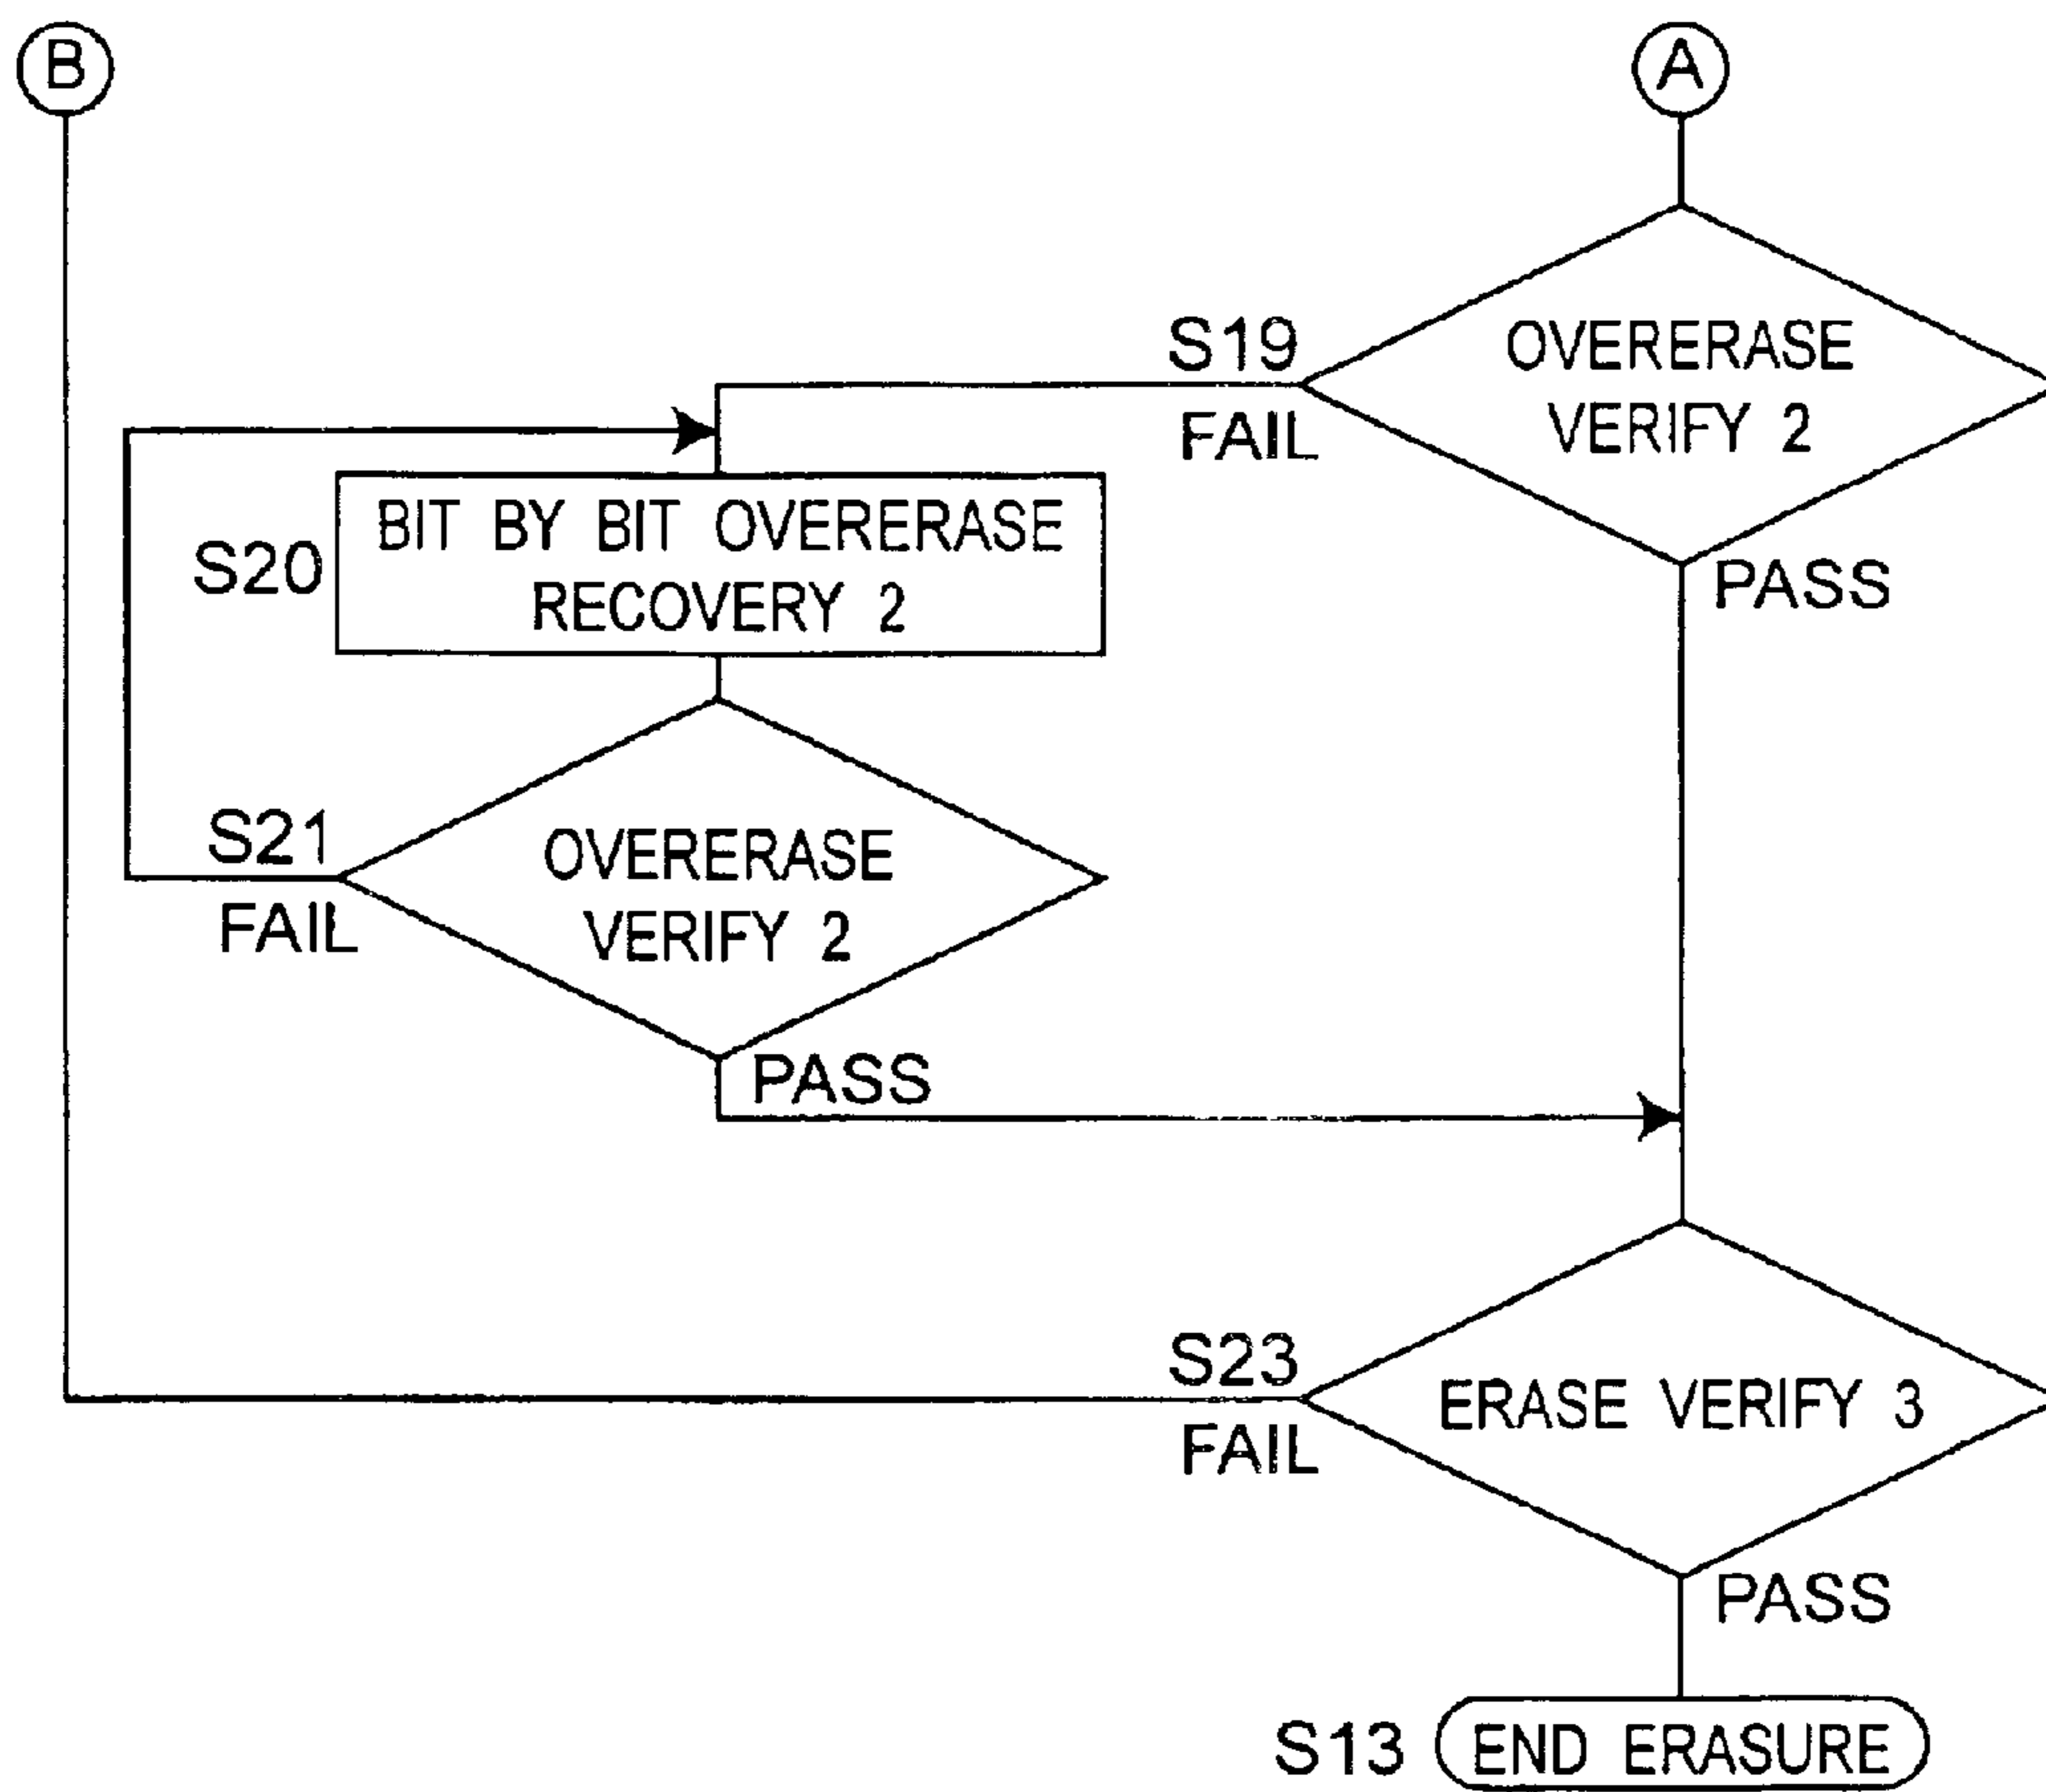 B
A
S19
OVERERASE
VERIFY 2
FAIL
BIT BY BIT OVERERASE
S20
RECOVERY 2
PASS
S21
OVERERASE
FAIL
VERIFY 2
PASS
S23
ERASE VERIFY 3
FAIL
PASS
S13
END ERASURE